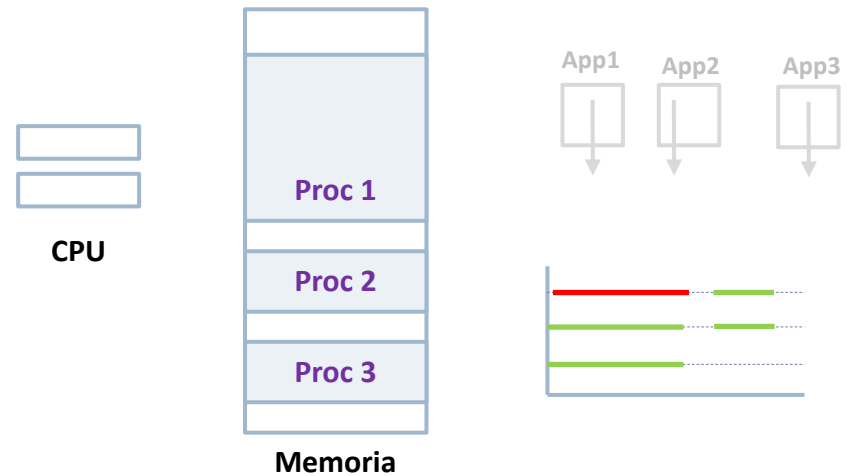 App1
App2
App3
Proc 1
CPU
Proc 2
Proc 3
Memoria